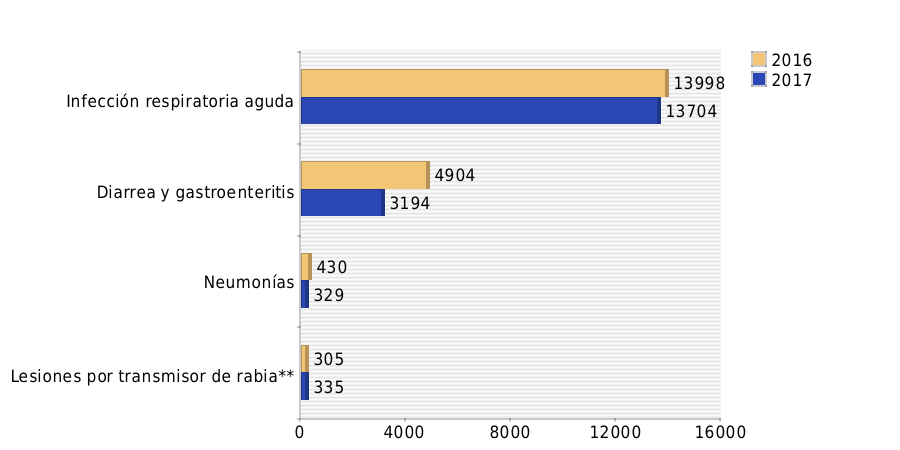 2016
2017
Infección respiratoria aguda
13998
13704
Diarrea y gastroenteritis
4904
3194
Neumonías
430
329
Lesiones por transmisor de rabia**
305
335
0 4000 8000 12000 16000